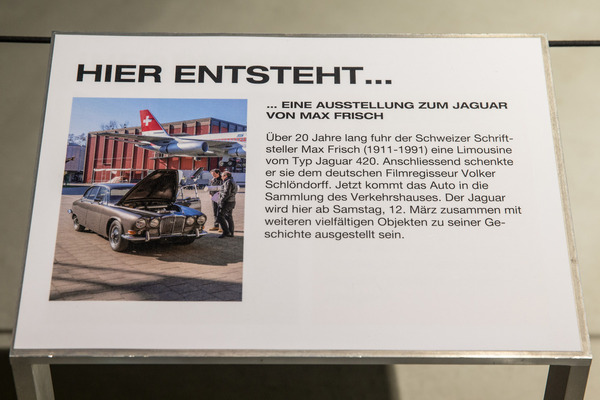 HIER ENTSTEHT...
... EINE AUSSTELLUNG ZUM JAGUAR
VON MAX FRISCH
Über 20 Jahre lang fuhr der Schweizer Schrift-
steller Max Frisch (1911-1991) eine Limousine
vom Typ Jaguar 420. Anschliessend schenkte
er sie dem deutschen Filmregisseur Volker
Schlöndorff. Jetzt kommt das Auto in die
Sammlung des Verkehrshauses. Der Jaguar
wird hier ab Samstag, 12. März zusammen mit
weiteren vielfältigen Objekten zu seiner Ge-
schichte ausgestellt sein.